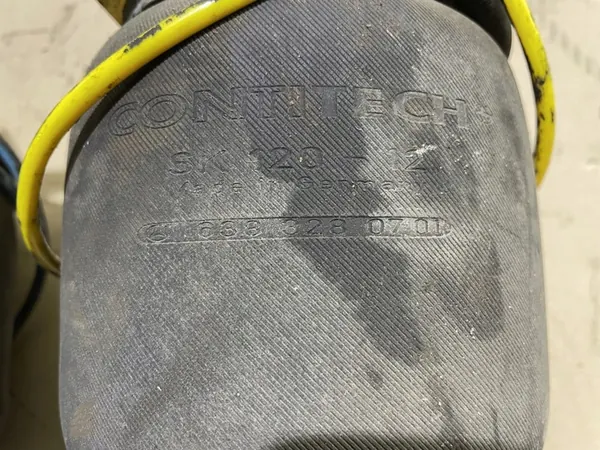 CONTITECH
SK 120 - 12
Made in Germany
638 328 07 01